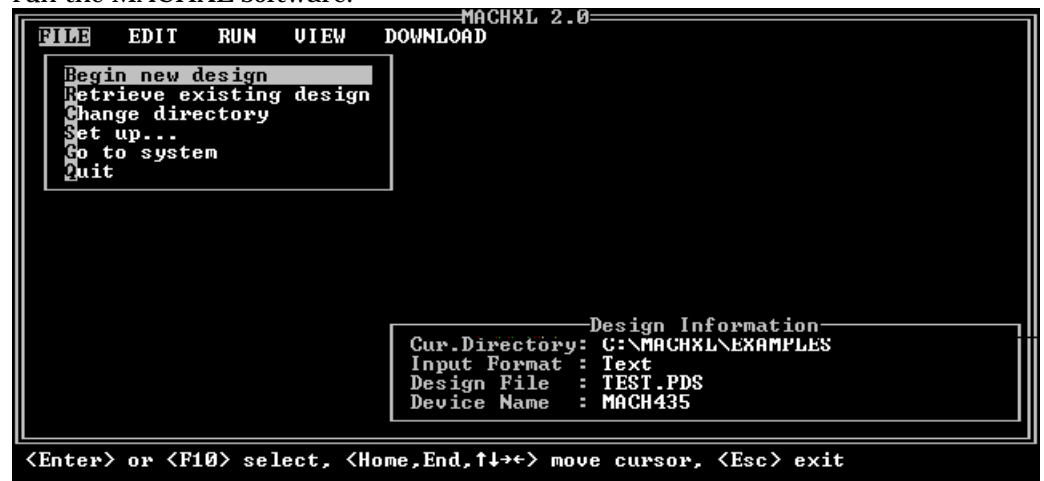 run the MACHXL software.
MACHXL 2.0
FILE EDIT RUN VIEW DOWNLOAD
Begin new design
Retrieve existing design
Change directory
Set up...
Go to system
Quit
Design Information
Cur.Directory: C:\MACHXL\EXAMPLES
Input Format : Text
Design File : TEST.PDS
Device Name : MACH435
<Enter> or <F10> select, <Home,End,↑↓→←> move cursor, <Esc> exit